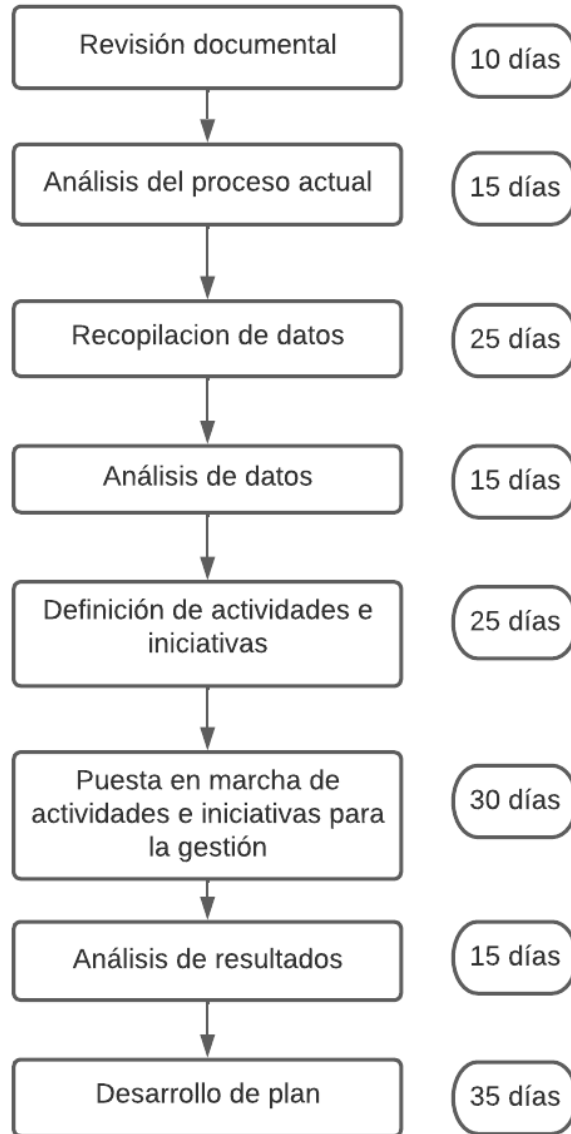 Revisión documental
10 días
Análisis del proceso actual
15 días
Recopilacion de datos
25 días
Análisis de datos
15 días
Definición de actividades e
iniciativas
25 días
Puesta en marcha de
actividades e iniciativas para
la gestión
30 días
Análisis de resultados
15 días
Desarrollo de plan
35 días